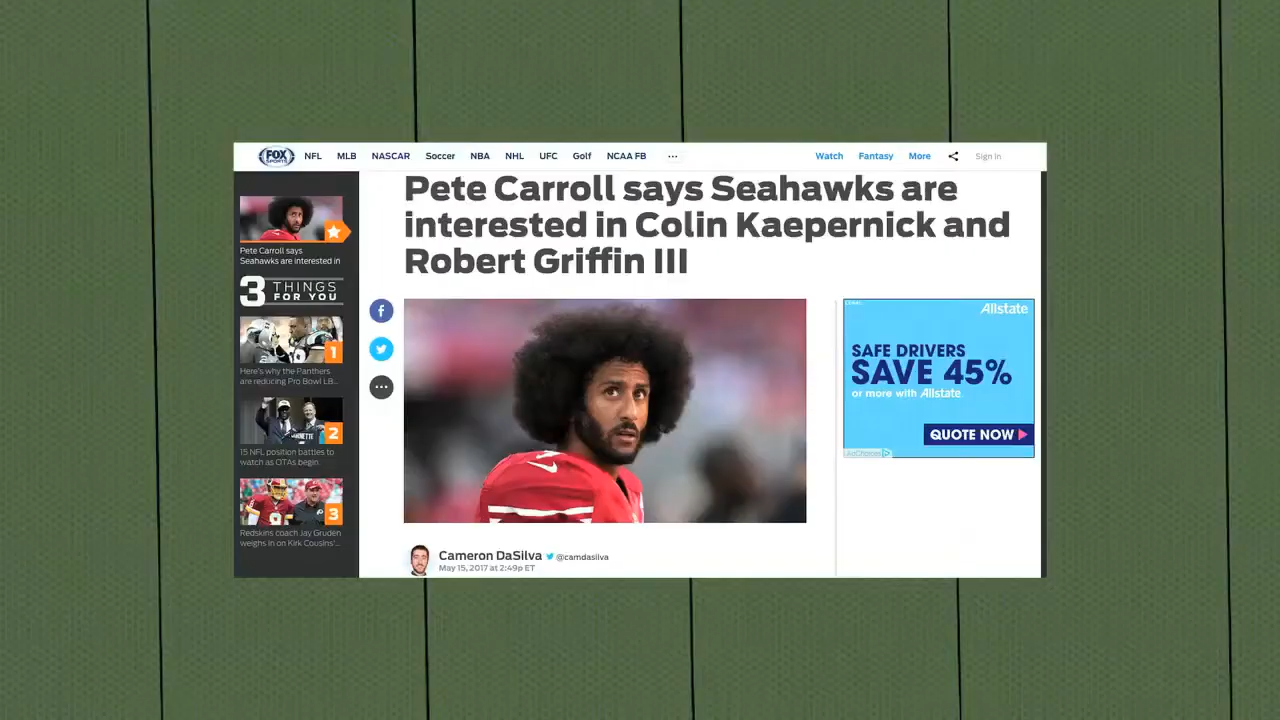 FOX SPORTS NFL MLB NASCAR Soccer NBA NHL UFC Golf NCAA FB ... Watch Fantasy More Sign In
Pete Carroll says
Seahawks are interested in
3 THINGS FOR YOU
1
Here's why the Panthers
are reducing Pro Bowl LB...
2
15 NFL position battles to
watch as OTAs begin
3
Redskins coach Jay Gruden
weighs in on Kirk Cousins'...
Pete Carroll says Seahawks are
interested in Colin Kaepernick and
Robert Griffin III
Cameron DaSilva @camdasilva
May 15, 2017 at 2:49p ET
Allstate
SAFE DRIVERS
SAVE 45%
or more with Allstate.
QUOTE NOW
AdChoices